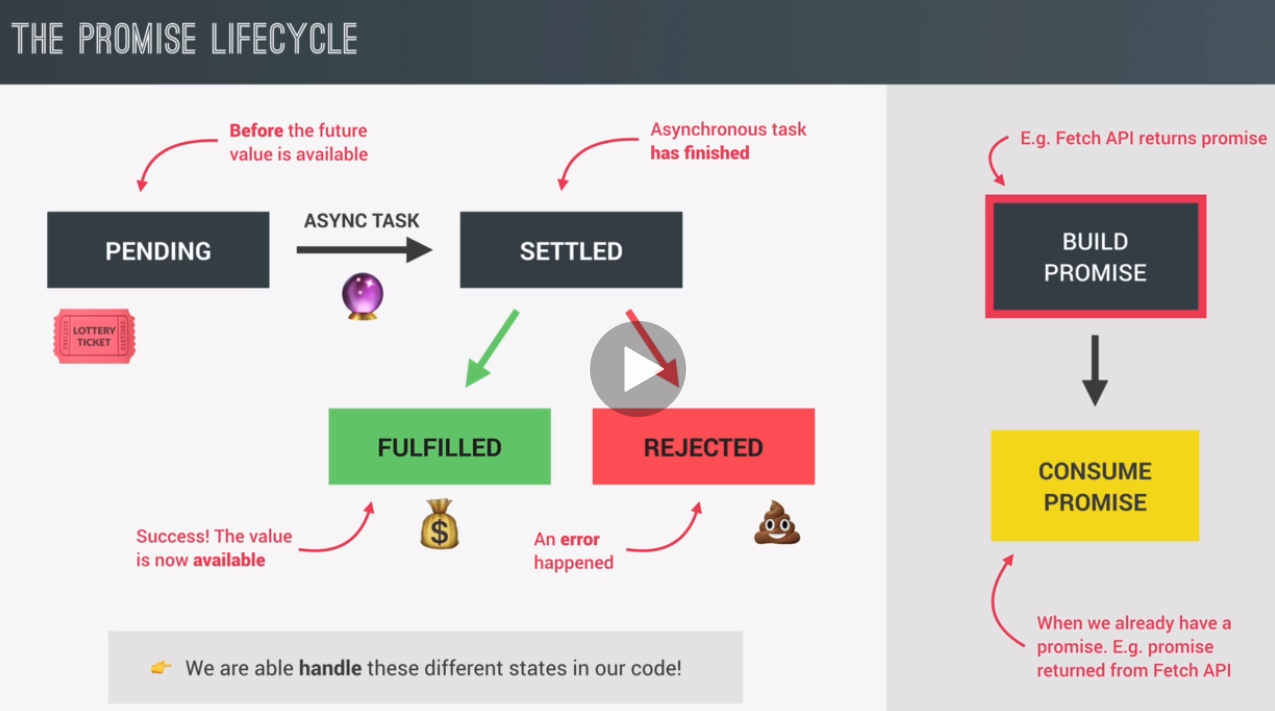 THE PROMISE LIFECYCLE
Before the future
value is available
Asynchronous task
has finished
E.g. Fetch API returns promise
PENDING
ASYNC TASK
SETTLED
BUILD
PROMISE
LOTTERY
TICKET
FULFILLED
REJECTED
CONSUME
PROMISE
$
Success! The value
is now available
An error
happened
When we already have a
promise. E.g. promise
returned from Fetch API
We are able handle these different states in our code!